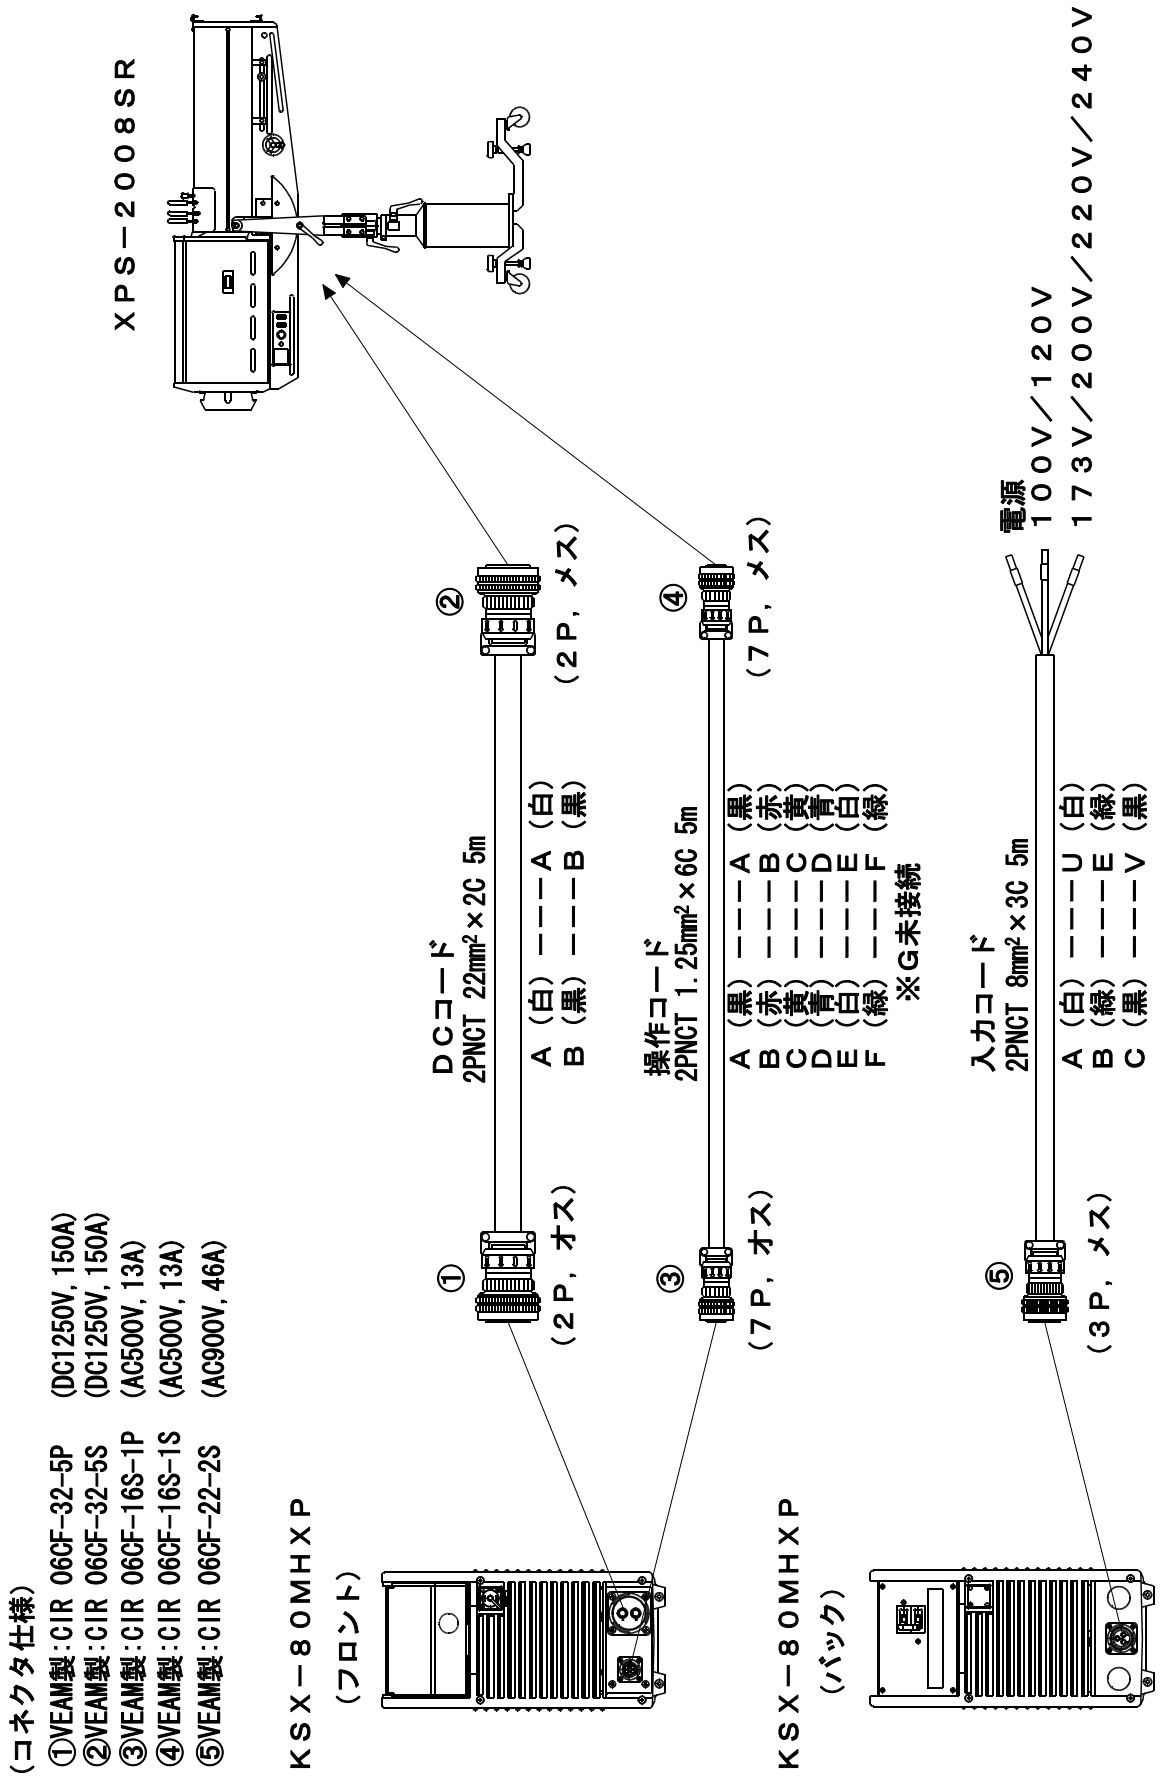 (コネクタ仕様)
①VEAM製:CIR 06CF-32-5P (DC1250V,150A)
②VEAM製:CIR 06CF-32-5S (DC1250V,150A)
③VEAM製:CIR 06CF-16S-1P (AC500V,13A)
④VEAM製:CIR 06CF-16S-1S (AC500V,13A)
⑤VEAM製:CIR 06CF-22-2S (AC900V,46A)
XPS-2008SR
KSX-80MHXP
(フロント)
①
(2P, オス)
DCコード
2PNCT 22mm²×2C 5m
A (白) ---- A (白)
B (黒) ---- B (黒)
②
(2P, メス)
③
(7P, オス)
操作コード
2PNCT 1.25mm²×6C 5m
A (黒) ---- A (黒)
B (赤) ---- B (赤)
C (黄) ---- C (黄)
D (青) ---- D (青)
E (白) ---- E (白)
F (緑) ---- F (緑)
※G未接続
④
(7P, メス)
KSX-80MHXP
(バック)
⑤
(3P, メス)
入力コード
2PNCT 8mm²×3C 5m
A (白) ---- U (白)
B (緑) ---- E (緑)
C (黒) ---- V (黒)
電源
100V/120V
173V/200V/220V/240V